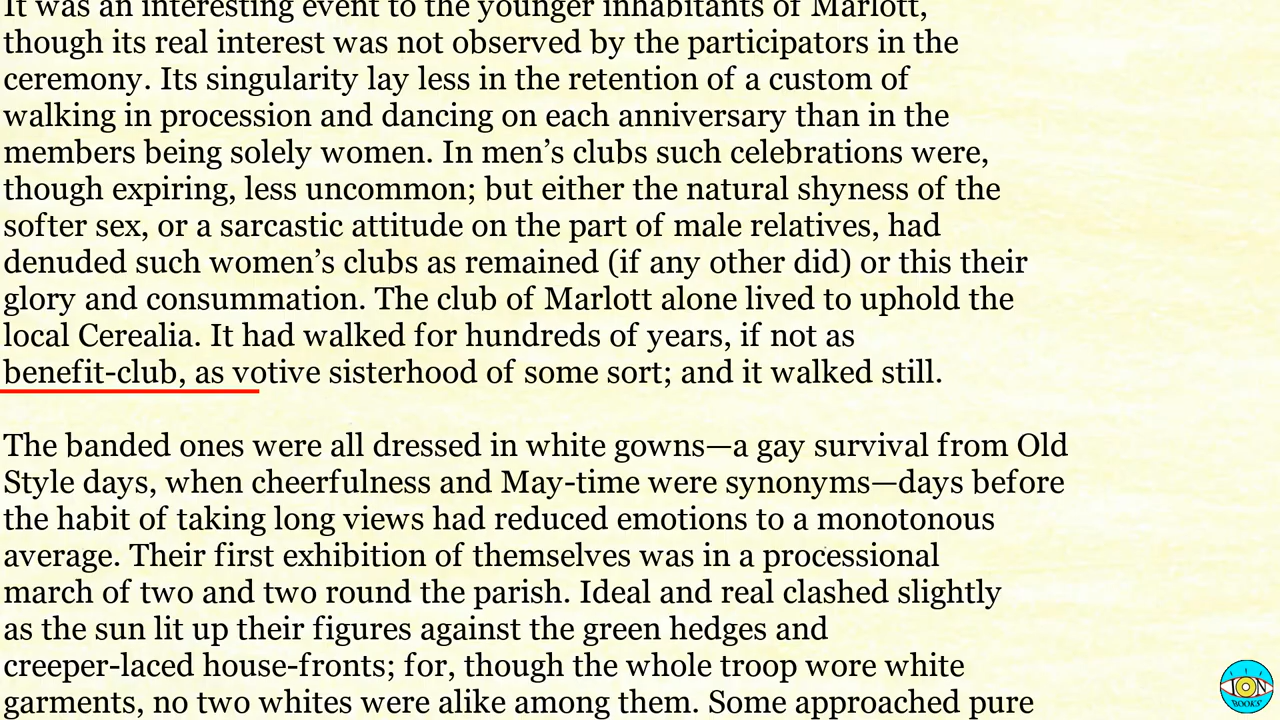 It was an interesting event to the younger inhabitants of Marlott,
though its real interest was not observed by the participators in the
ceremony. Its singularity lay less in the retention of a custom of
walking in procession and dancing on each anniversary than in the
members being solely women. In men’s clubs such celebrations were,
though expiring, less uncommon; but either the natural shyness of the
softer sex, or a sarcastic attitude on the part of male relatives, had
denuded such women’s clubs as remained (if any other did) or this their
glory and consummation. The club of Marlott alone lived to uphold the
local Cerealia. It had walked for hundreds of years, if not as
benefit-club, as votive sisterhood of some sort; and it walked still.
The banded ones were all dressed in white gowns—a gay survival from Old
Style days, when cheerfulness and May-time were synonyms—days before
the habit of taking long views had reduced emotions to a monotonous
average. Their first exhibition of themselves was in a processional
march of two and two round the parish. Ideal and real clashed slightly
as the sun lit up their figures against the green hedges and
creeper-laced house-fronts; for, though the whole troop wore white
garments, no two whites were alike among them. Some approached pure
ION
BOOKS